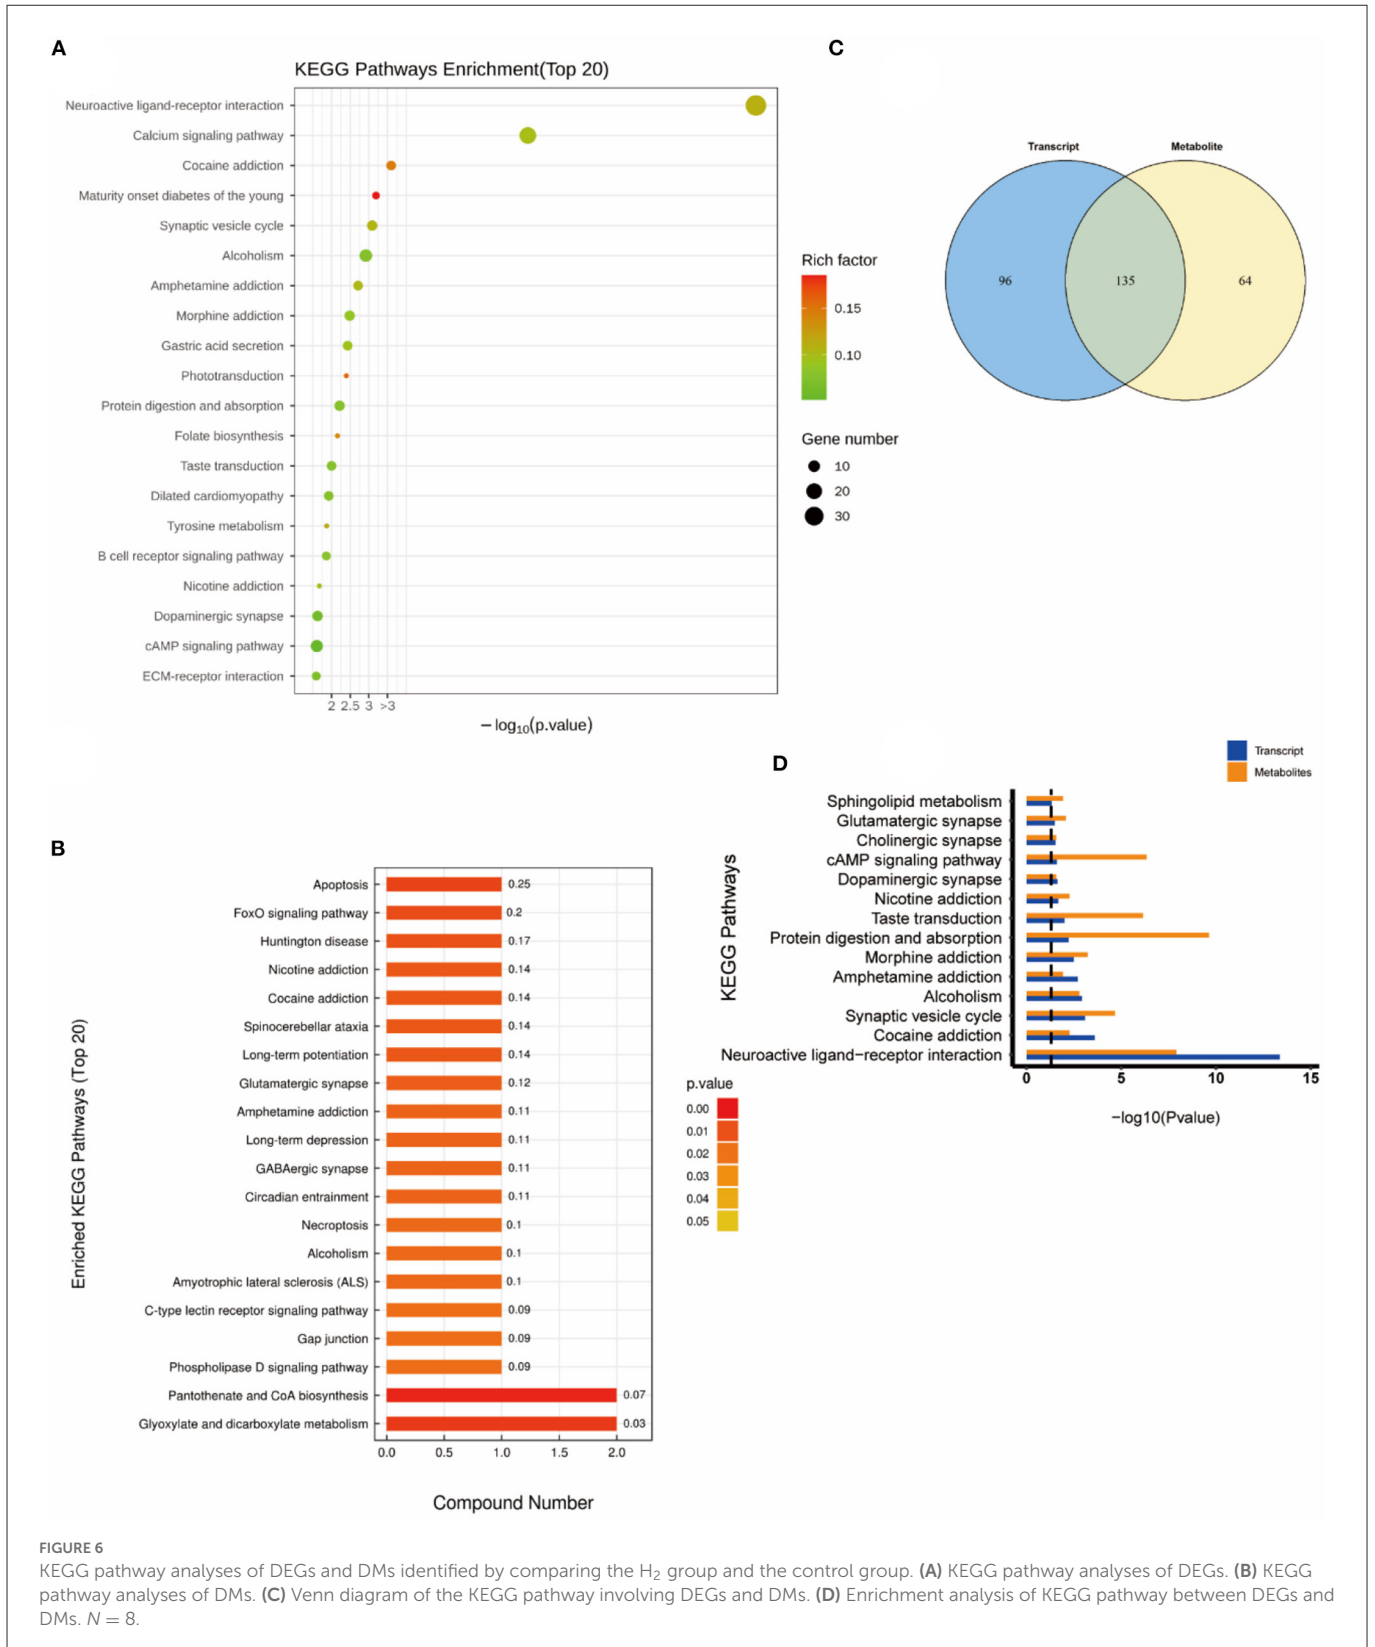 A
KEGG Pathways Enrichment(Top 20)
Neuroactive ligand-receptor interaction
Calcium signaling pathway
Cocaine addiction
Maturity onset diabetes of the young
Synaptic vesicle cycle
Alcoholism
Amphetamine addiction
Morphine addiction
Gastric acid secretion
Phototransduction
Protein digestion and absorption
Folate biosynthesis
Taste transduction
Dilated cardiomyopathy
Tyrosine metabolism
B cell receptor signaling pathway
Nicotine addiction
Dopaminergic synapse
cAMP signaling pathway
ECM-receptor interaction
2 2.5 3 >3
−log10(p.value)
Rich factor
0.15
0.10
Gene number
10
20
30
C
Transcript Metabolite
96 135 64
B
Enriched KEGG Pathways (Top 20)
Apoptosis 0.25
FoxO signaling pathway 0.2
Huntington disease 0.17
Nicotine addiction 0.14
Cocaine addiction 0.14
Spinocerebellar ataxia 0.14
Long-term potentiation 0.14
Glutamatergic synapse 0.12
Amphetamine addiction 0.11
Long-term depression 0.11
GABAergic synapse 0.11
Circadian entrainment 0.11
Necroptosis 0.1
Alcoholism 0.1
Amyotrophic lateral sclerosis (ALS) 0.1
C-type lectin receptor signaling pathway 0.09
Gap junction 0.09
Phospholipase D signaling pathway 0.09
Pantothenate and CoA biosynthesis 0.07
Glyoxylate and dicarboxylate metabolism 0.03
0.0 0.5 1.0 1.5 2.0
Compound Number
p.value
0.00
0.01
0.02
0.03
0.04
0.05
D
Transcript
Metabolites
KEGG Pathways
Sphingolipid metabolism
Glutamatergic synapse
Cholinergic synapse
cAMP signaling pathway
Dopaminergic synapse
Nicotine addiction
Taste transduction
Protein digestion and absorption
Morphine addiction
Amphetamine addiction
Alcoholism
Synaptic vesicle cycle
Cocaine addiction
Neuroactive ligand−receptor interaction
0 5 10 15
−log10(Pvalue)
FIGURE 6
KEGG pathway analyses of DEGs and DMs identified by comparing the H2 group and the control group. (A) KEGG pathway analyses of DEGs. (B) KEGG
pathway analyses of DMs. (C) Venn diagram of the KEGG pathway involving DEGs and DMs. (D) Enrichment analysis of KEGG pathway between DEGs and
DMs. N = 8.